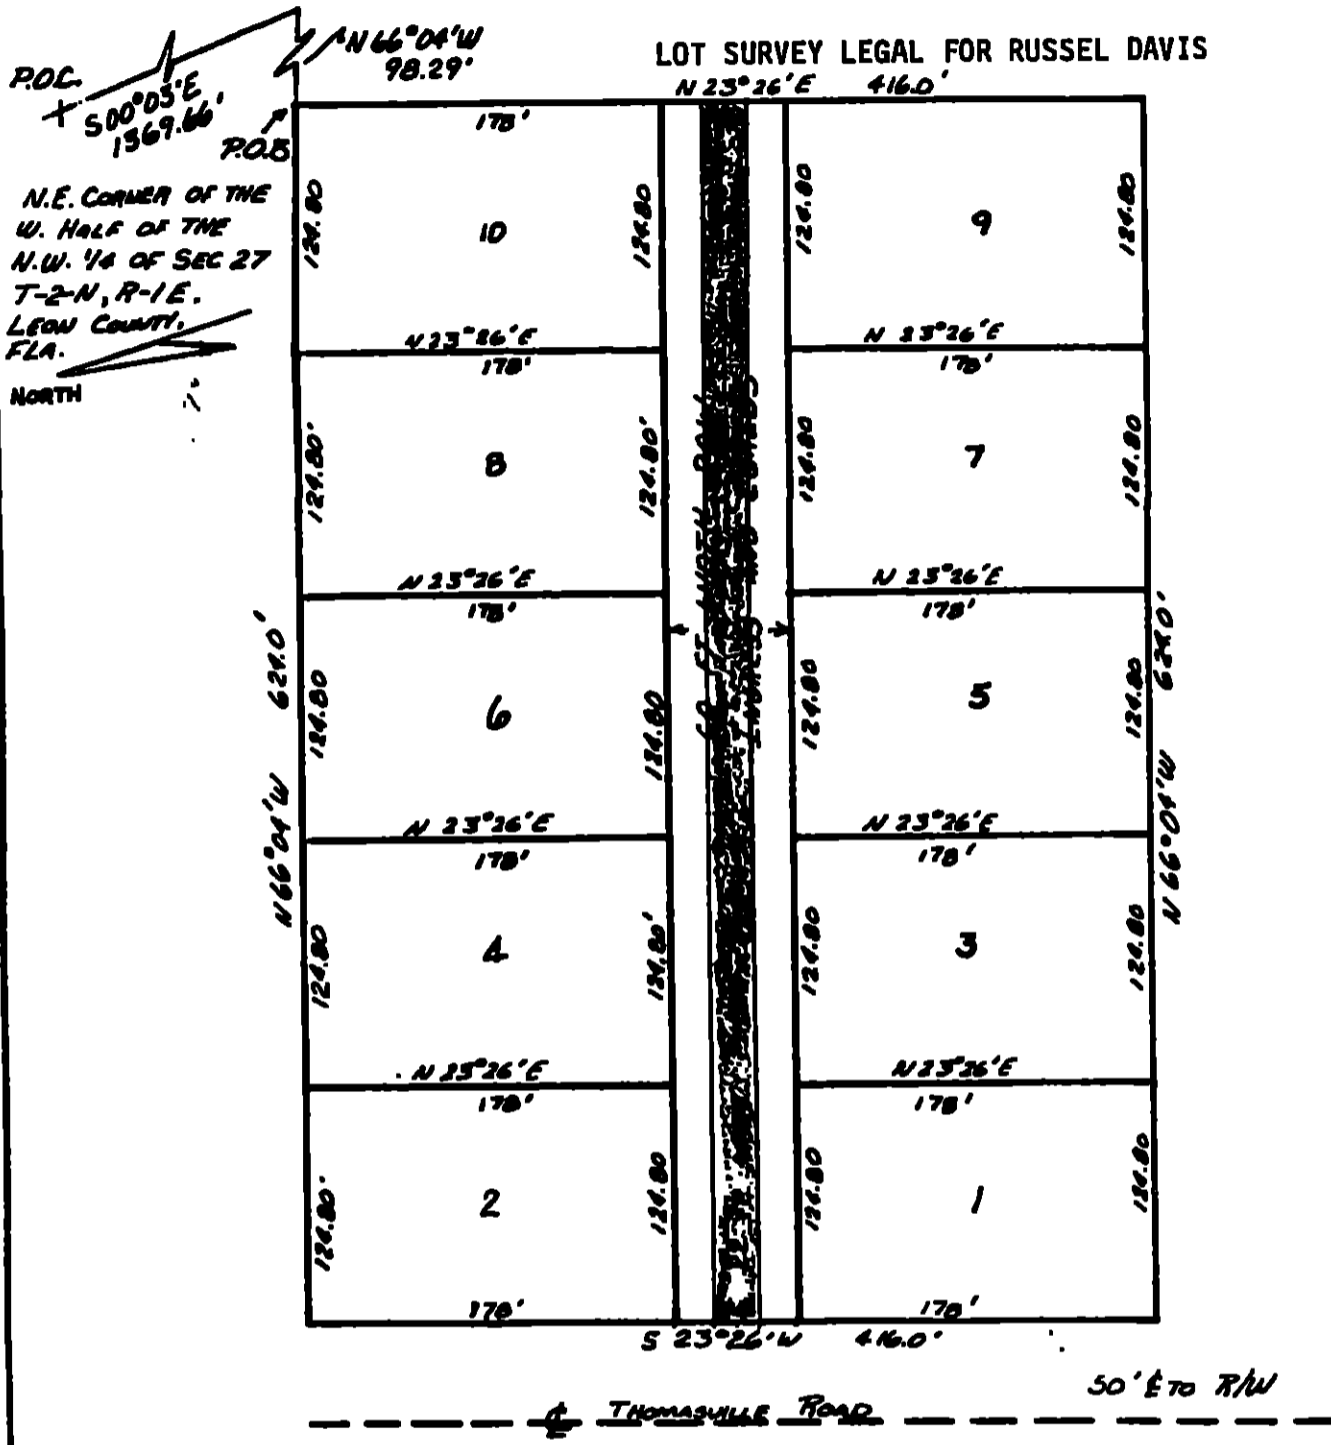 LOT SURVEY LEGAL FOR RUSSEL DAVIS
N 66°04'W
98.29'
P.O.C.
S 00°03'E
1369.66'
P.O.B
N.E. CORNER OF THE
W. HALF OF THE
N.W. 1/4 OF SEC 27
T-2-N, R-1E.
LEON COUNTY,
FLA.
NORTH
N 23°26'E 416.0'
178'
124.80
10
124.80
124.80
9
124.80
N 23°26'E
178'
N 23°26'E
178'
124.80'
8
124.80'
124.80
7
124.80
N 23°26'E
178'
N 23°26'E
178'
124.80
6
124.80
124.80
5
124.80
N 66°04'W 624.0'
N 66°04'W 624.0'
N 23°26'E
178'
N 23°26'E
178'
124.80
4
124.80'
124.80
3
124.80
N 23°26'E
178'
N 23°26'E
178'
124.80'
2
124.80
124.80
1
124.80
178'
178'
S 23°26'W 416.0'
50' ℄ TO R/W
℄ THOMASVILLE ROAD